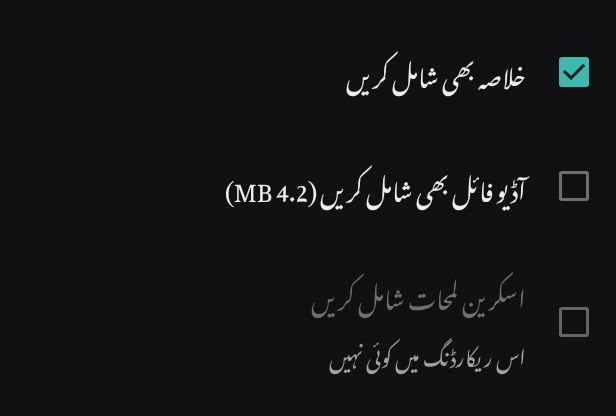 خلاصہ بھی شامل کریں
آڈیو فائل بھی شامل کریں (4.2 MB)
اسکرین لمحات شامل کریں
اس ریکارڈنگ میں کوئی نہیں